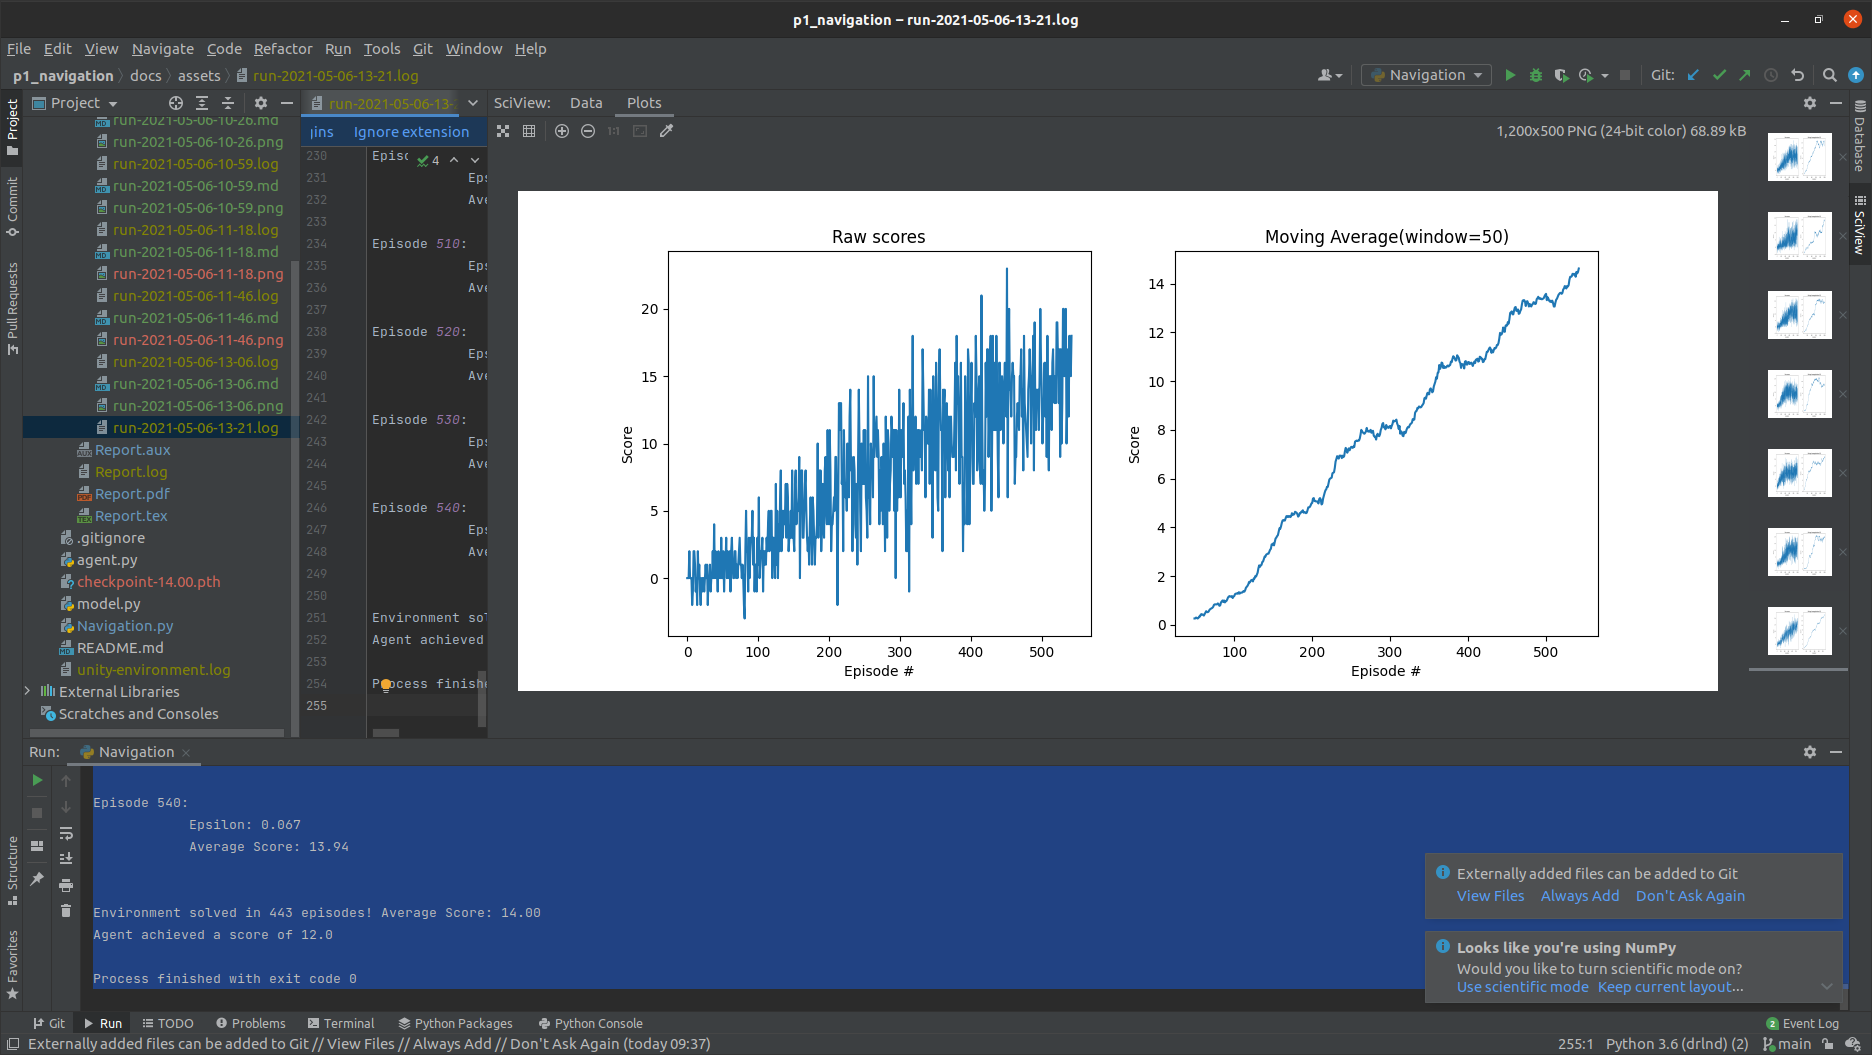 p1_navigation – run-2021-05-06-13-21.log
File Edit View Navigate Code Refactor Run Tools Git Window Help
p1_navigation docs assets run-2021-05-06-13-21.log
Navigation
Git:
Project
run-2021-05-06-13-
SciView: Data Plots
Ignore extension
1:1
1,200x500 PNG (24-bit color) 68.89 kB
Project
Commit
Pull Requests
Structure
Favorites
Database
SciView
run-2021-05-06-10-26.md
run-2021-05-06-10-26.png
run-2021-05-06-10-59.log
run-2021-05-06-10-59.md
run-2021-05-06-10-59.png
run-2021-05-06-11-18.log
run-2021-05-06-11-18.md
run-2021-05-06-11-18.png
run-2021-05-06-11-46.log
run-2021-05-06-11-46.md
run-2021-05-06-11-46.png
run-2021-05-06-13-06.log
run-2021-05-06-13-06.md
run-2021-05-06-13-06.png
run-2021-05-06-13-21.log
Report.aux
Report.log
Report.pdf
Report.tex
.gitignore
agent.py
checkpoint-14.00.pth
model.py
Navigation.py
README.md
unity-environment.log
External Libraries
Scratches and Consoles
4
230 Episo
231 Eps
232 Ave
233
234 Episode 510:
235 Eps
236 Ave
237
238 Episode 520:
239 Eps
240 Ave
241
242 Episode 530:
243 Eps
244 Ave
245
246 Episode 540:
247 Eps
248 Ave
249
250
251 Environment sol
252 Agent achieved
253
254 Process finishe
255
Raw scores
Score
20
15
10
5
0
0 100 200 300 400 500
Episode #
Moving Average(window=50)
Score
14
12
10
8
6
4
2
0
100 200 300 400 500
Episode #
Run: Navigation
Episode 540:
Epsilon: 0.067
Average Score: 13.94
Environment solved in 443 episodes! Average Score: 14.00
Agent achieved a score of 12.0
Process finished with exit code 0
Externally added files can be added to Git
View Files Always Add Don't Ask Again
Looks like you're using NumPy
Would you like to turn scientific mode on?
Use scientific mode Keep current layout...
Git Run TODO Problems Terminal Python Packages Python Console
2 Event Log
Externally added files can be added to Git // View Files // Always Add // Don't Ask Again (today 09:37)
255:1 Python 3.6 (drlnd) (2) main